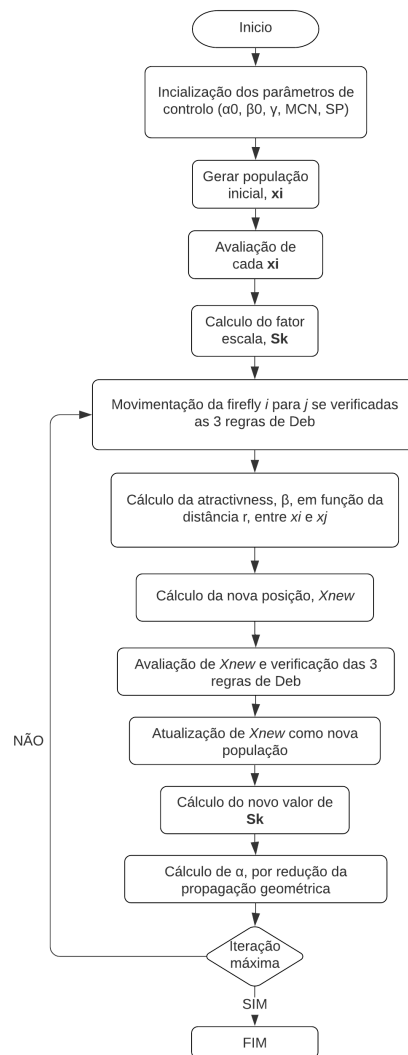 Inicio
Incialização dos parâmetros de
controlo (α0, β0, γ, MCN, SP)
Gerar população
inicial, xi
Avaliação de
cada xi
Calculo do fator
escala, Sk
Movimentação da firefly i para j se verificadas
as 3 regras de Deb
Cálculo da atractivness, β, em função da
distância r, entre xi e xj
Cálculo da nova posição, Xnew
Avaliação de Xnew e verificação das 3
regras de Deb
Atualização de Xnew como nova
população
NÃO
Cálculo do novo valor de
Sk
Cálculo de α, por redução da
propagação geométrica
Iteração
máxima
SIM
FIM